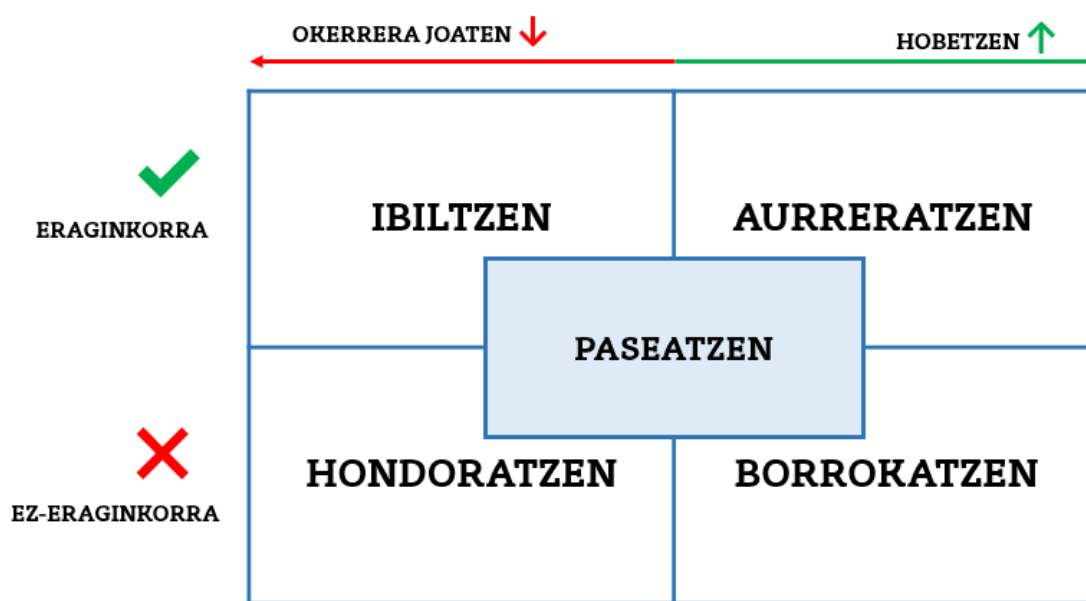 OKERRERA JOATEN
HOBETZEN
ERAGINKORRA
IBILTZEN
AURRERATZEN
PASEATZEN
EZ-ERAGINKORRA
HONDORATZEN
BORROKATZEN